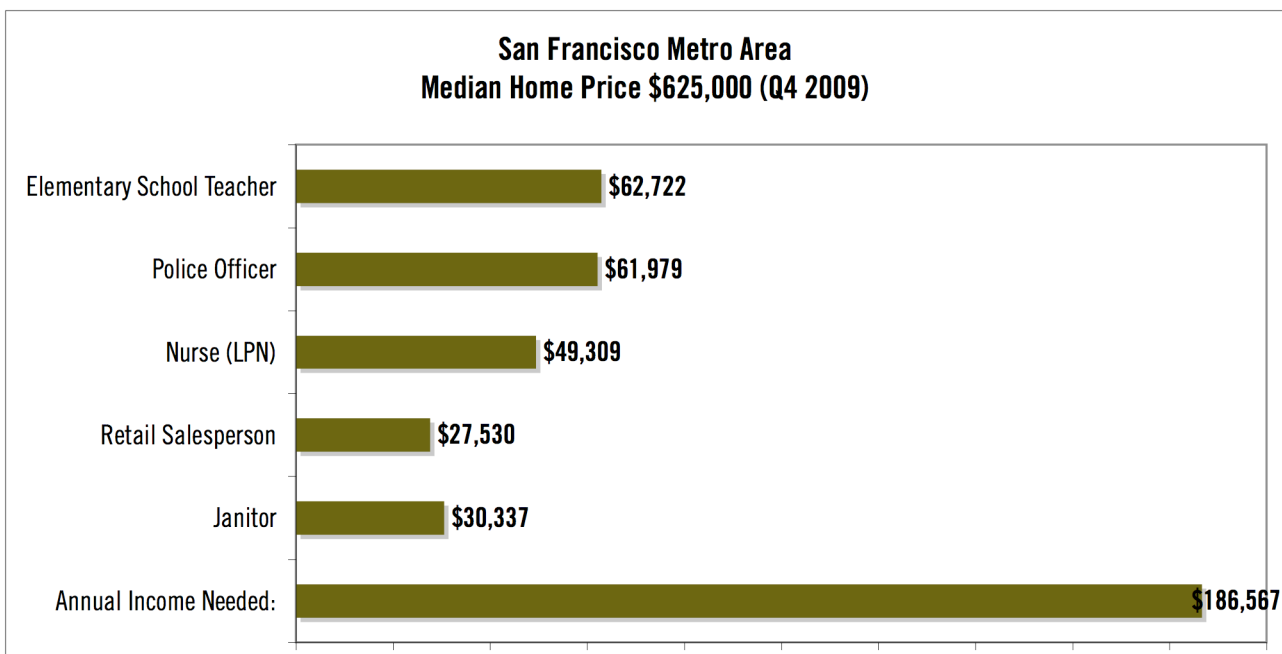 San Francisco Metro Area
Median Home Price $625,000 (Q4 2009)
Elementary School Teacher $62,722
Police Officer $61,979
Nurse (LPN) $49,309
Retail Salesperson $27,530
Janitor $30,337
Annual Income Needed: $186,567